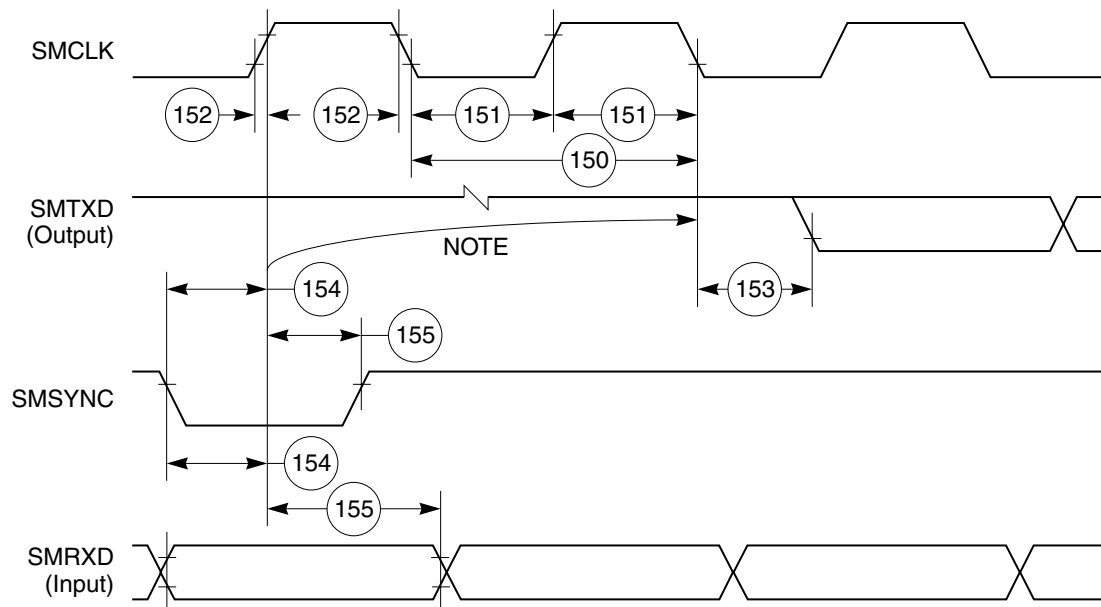 SMCLK
152
152
151
151
150
SMTXD
(Output)
NOTE
154
153
155
SMSYNC
154
155
SMRXD
(Input)